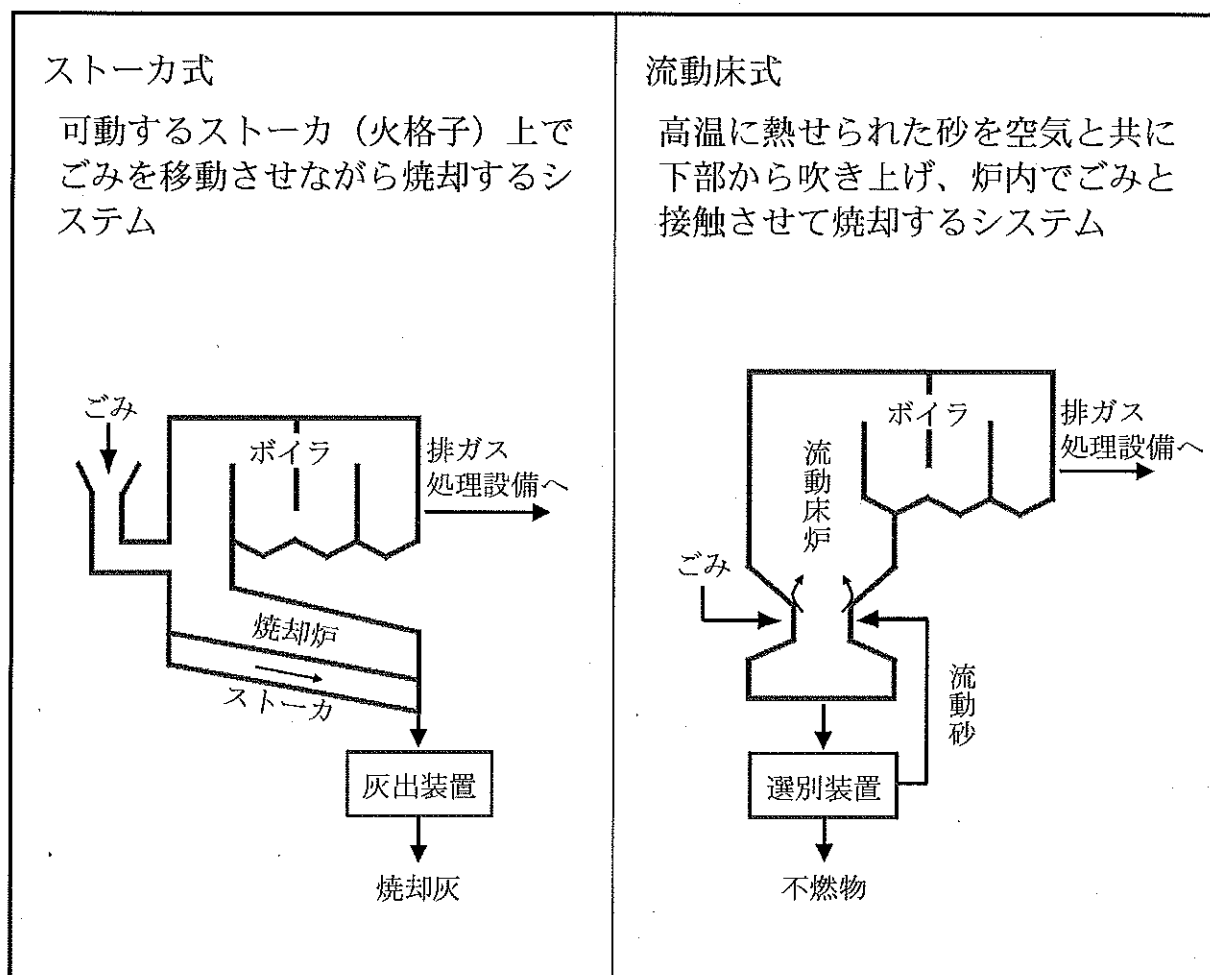 ストーカ式
可動するストーカ（火格子）上で
ごみを移動させながら焼却するシ
ステム
ごみ
ボイラ
排ガス
処理設備へ
焼却炉
ストーカ
灰出装置
焼却灰
流動床式
高温に熱せられた砂を空気と共に
下部から吹き上げ、炉内でごみと
接触させて焼却するシステム
ボイラ
排ガス
処理設備へ
流動床炉
ごみ
流動砂
選別装置
不燃物